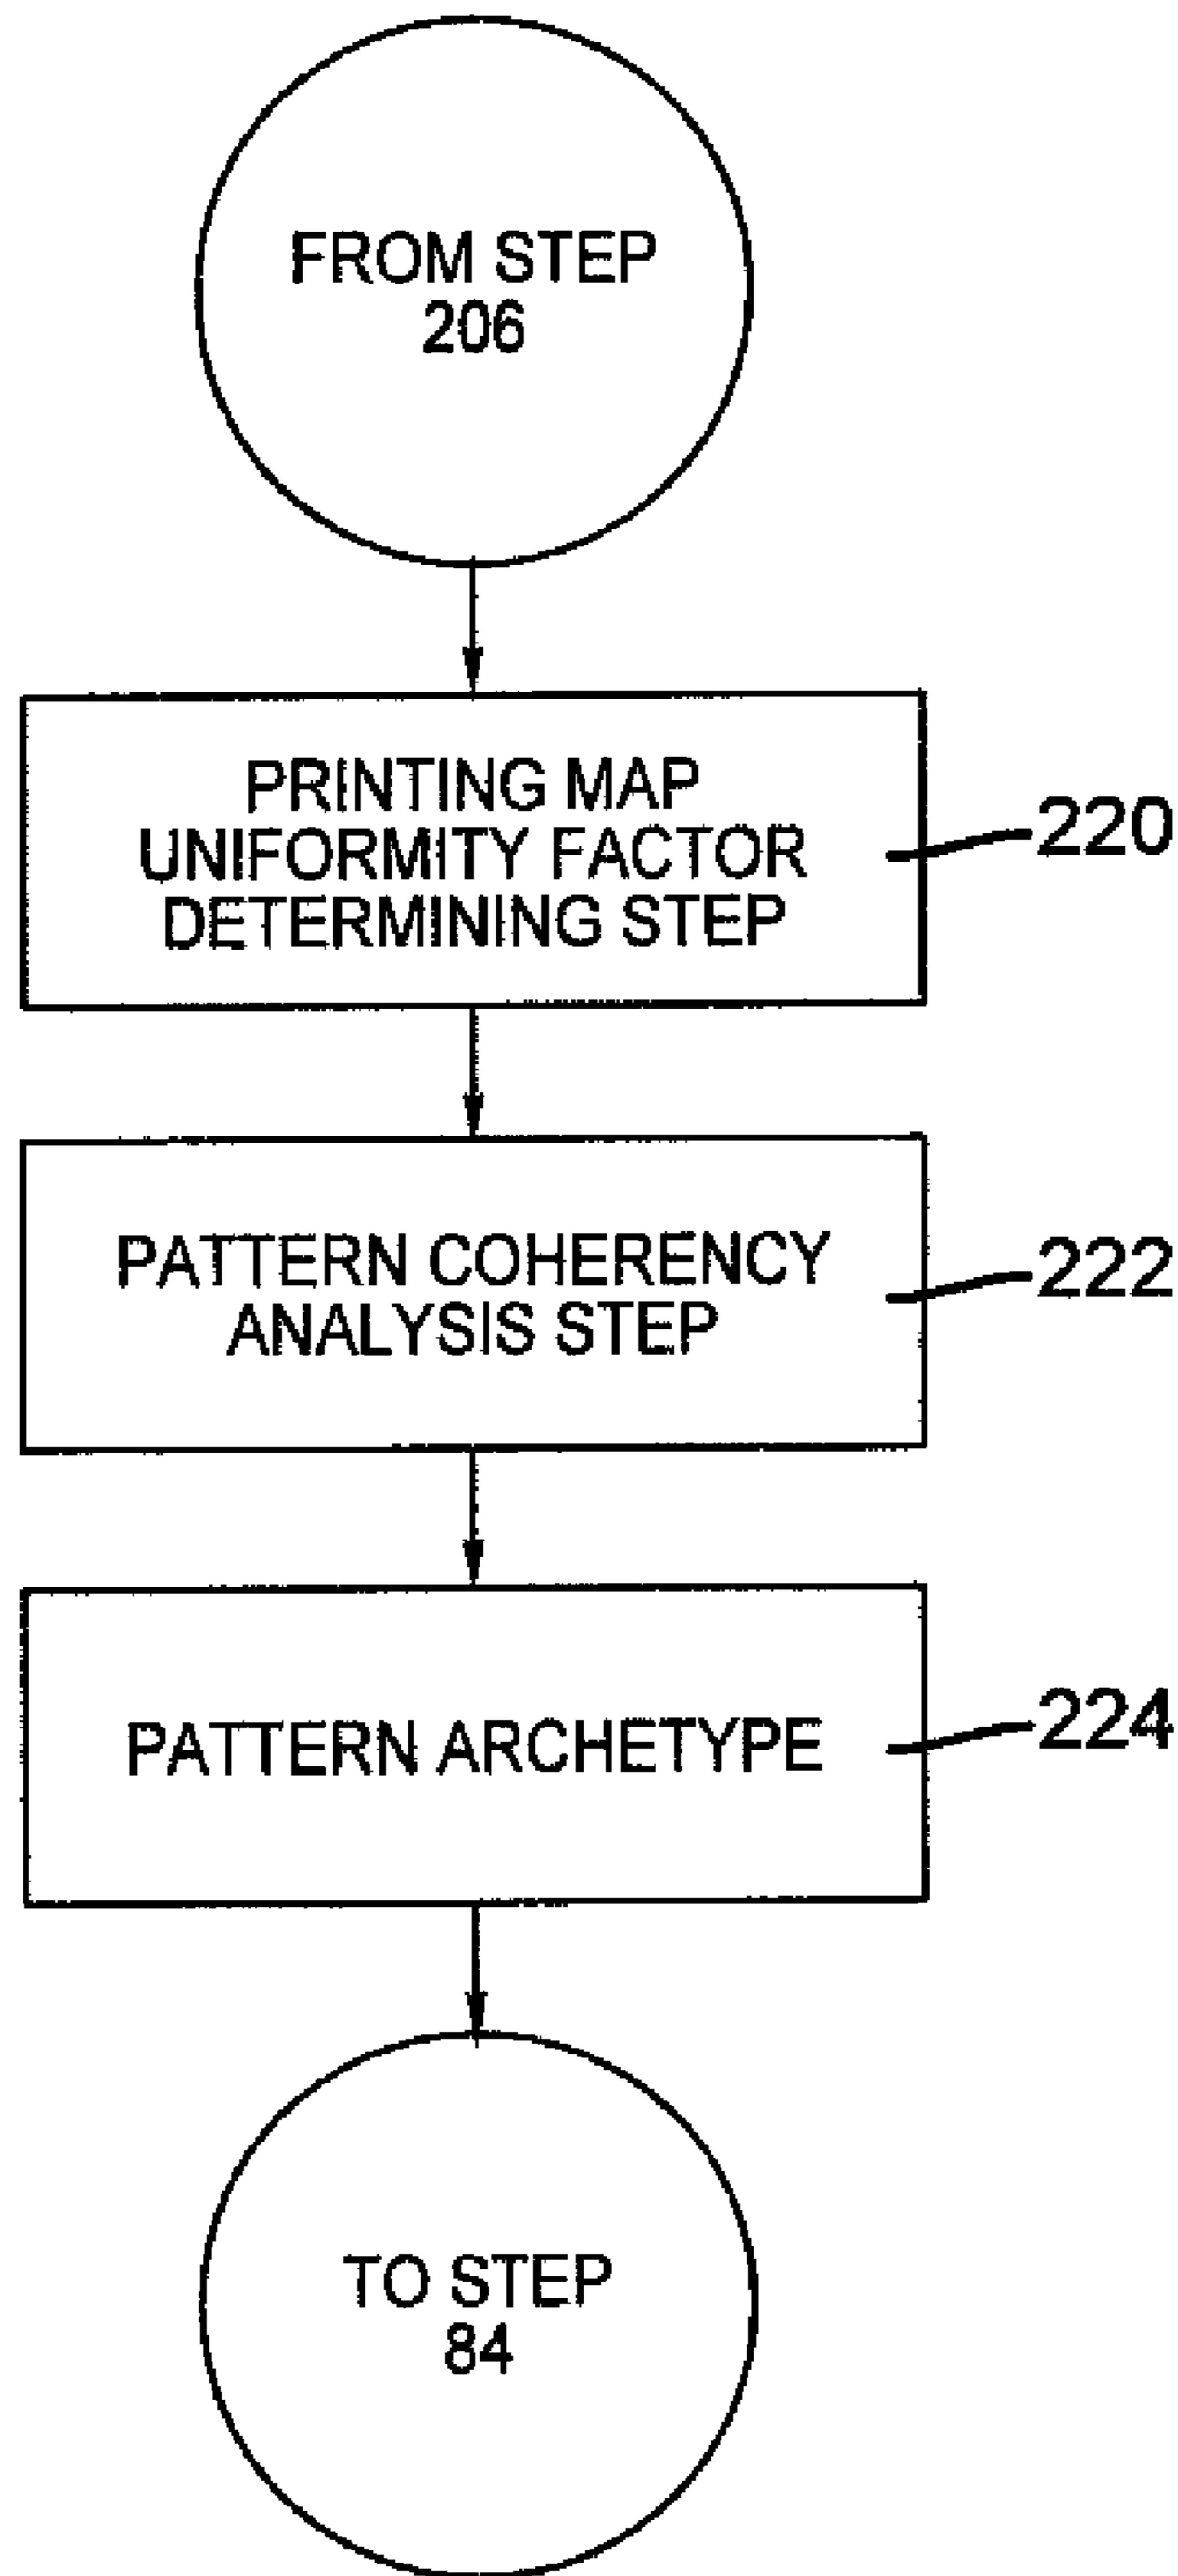 FROM STEP
206
PRINTING MAP
UNIFORMITY FACTOR
DETERMINING STEP
220
PATTERN COHERENCY
ANALYSIS STEP
222
PATTERN ARCHETYPE
224
TO STEP
84